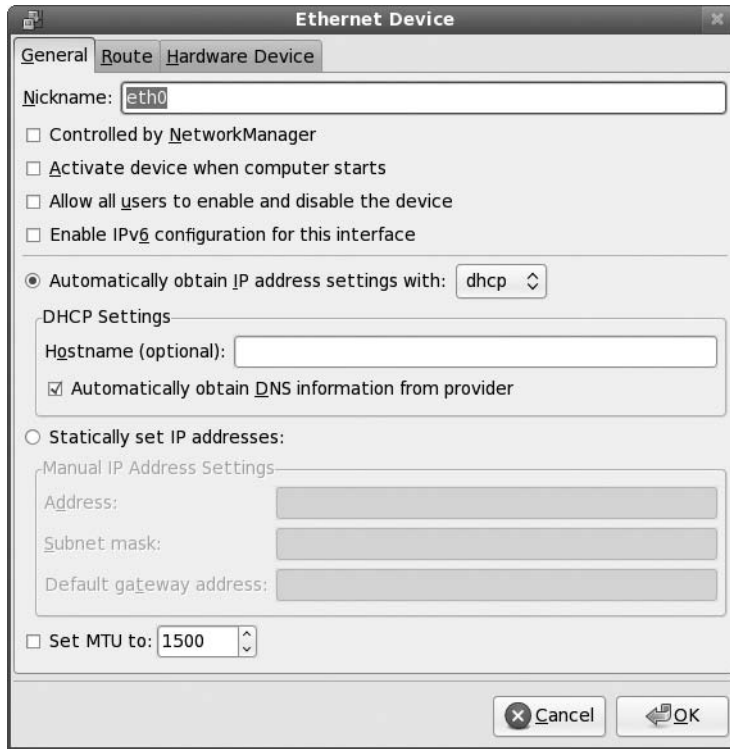 Ethernet Device
General Route Hardware Device
Nickname: eth0
Controlled by NetworkManager
Activate device when computer starts
Allow all users to enable and disable the device
Enable IPv6 configuration for this interface
Automatically obtain IP address settings with: dhcp
DHCP Settings
Hostname (optional):
Automatically obtain DNS information from provider
Statically set IP addresses:
Manual IP Address Settings
Address:
Subnet mask:
Default gateway address:
Set MTU to: 1500
Cancel OK